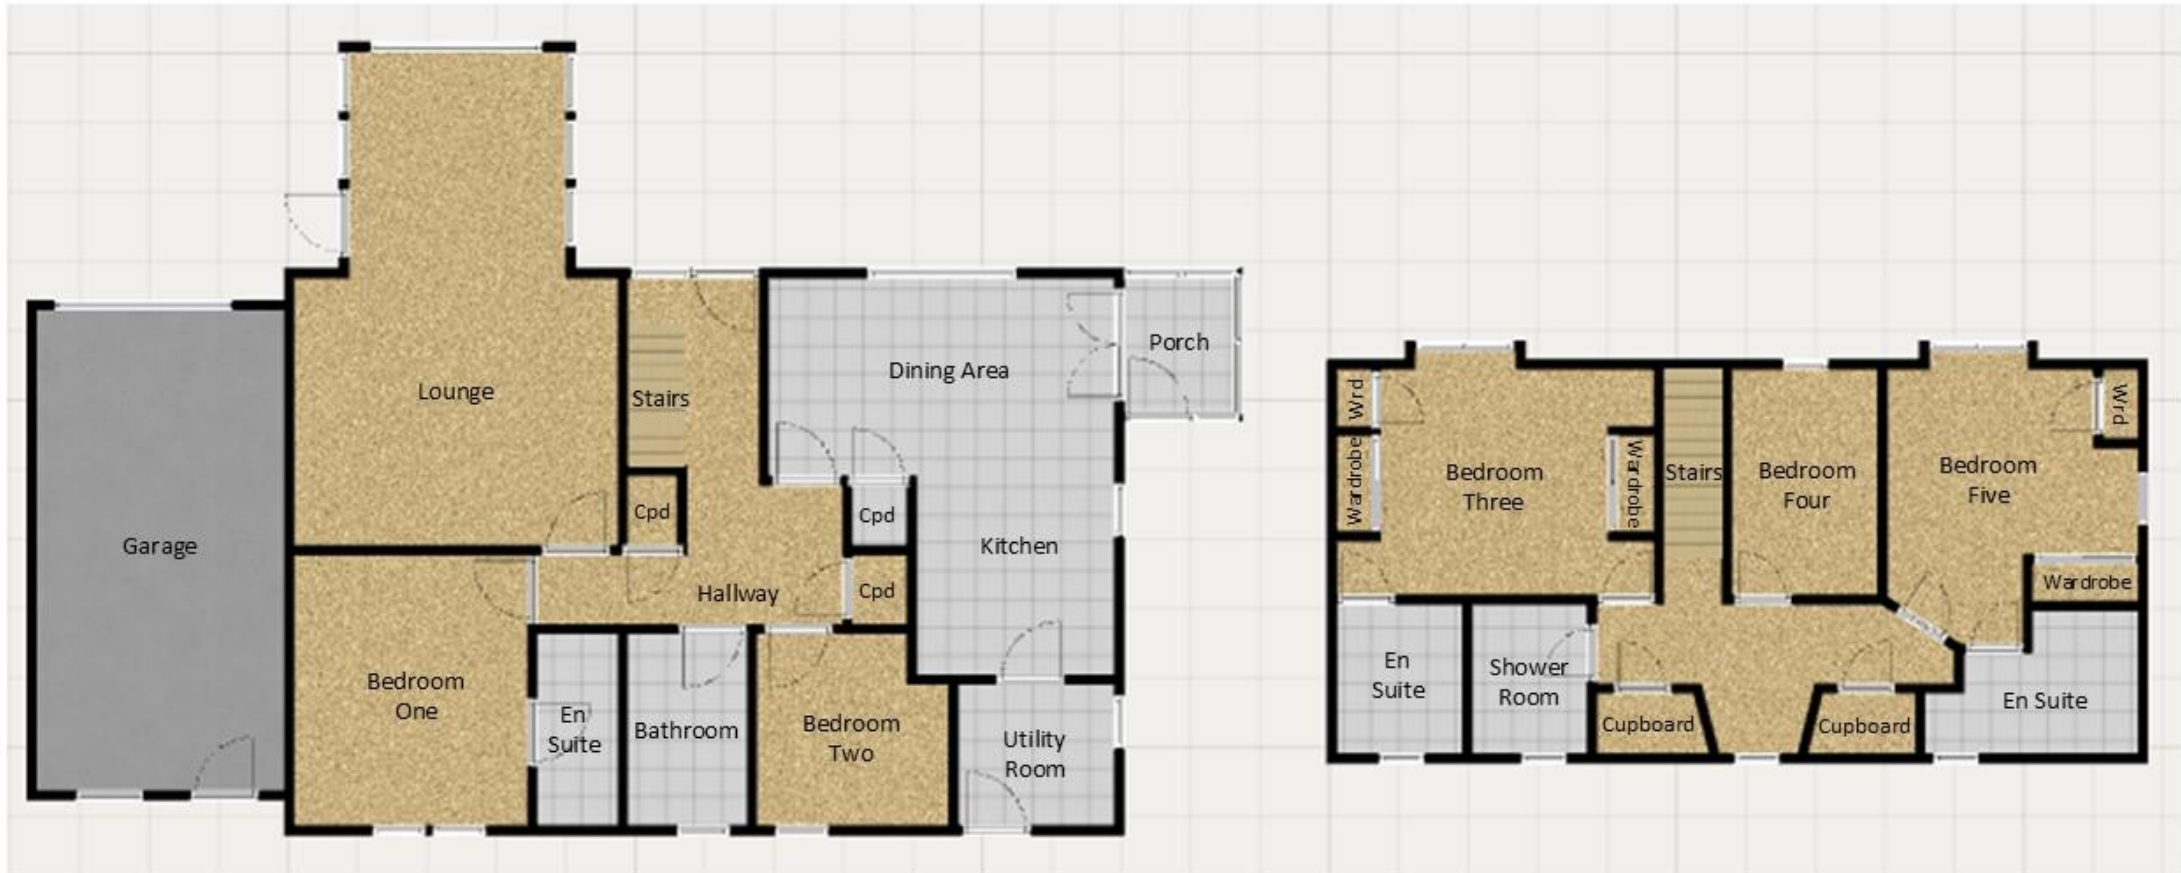 Porch
Dining Area
Lounge
Stairs
Cpd
Cpd
Garage
Kitchen
Hallway
Cpd
Bedroom
One
En
Suite
Bathroom
Bedroom
Two
Utility
Room
Wrd
Wardrobe
Bedroom
Three
Wardrobe
Stairs
Bedroom
Four
Bedroom
Five
Wrd
Wardrobe
En
Suite
Shower
Room
Cupboard
Cupboard
En Suite